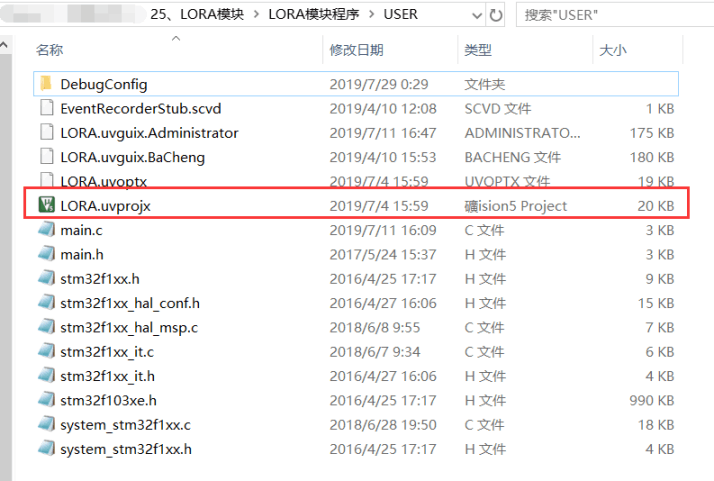 25、LORA模块 > LORA模块程序 > USER 搜索"USER"
名称 修改日期 类型 大小
DebugConfig 2019/7/29 0:29 文件夹
EventRecorderStub.scvd 2019/4/10 12:08 SCVD 文件 1 KB
LORA.uvguix.Administrator 2019/7/11 16:47 ADMINISTRATO... 175 KB
LORA.uvguix.BaCheng 2019/4/10 15:53 BACHENG 文件 180 KB
LORA.uvoptx 2019/7/4 15:59 UVOPTX 文件 19 KB
LORA.uvprojx 2019/7/4 15:59 礦ision5 Project 20 KB
main.c 2019/7/11 16:09 C 文件 3 KB
main.h 2017/5/24 15:37 H 文件 3 KB
stm32f1xx.h 2016/4/25 17:17 H 文件 9 KB
stm32f1xx_hal_conf.h 2016/4/27 16:06 H 文件 15 KB
stm32f1xx_hal_msp.c 2018/6/8 9:55 C 文件 7 KB
stm32f1xx_it.c 2018/6/7 9:34 C 文件 6 KB
stm32f1xx_it.h 2016/4/27 16:06 H 文件 4 KB
stm32f103xe.h 2016/4/25 17:17 H 文件 990 KB
system_stm32f1xx.c 2018/6/28 19:50 C 文件 18 KB
system_stm32f1xx.h 2016/4/25 17:17 H 文件 4 KB